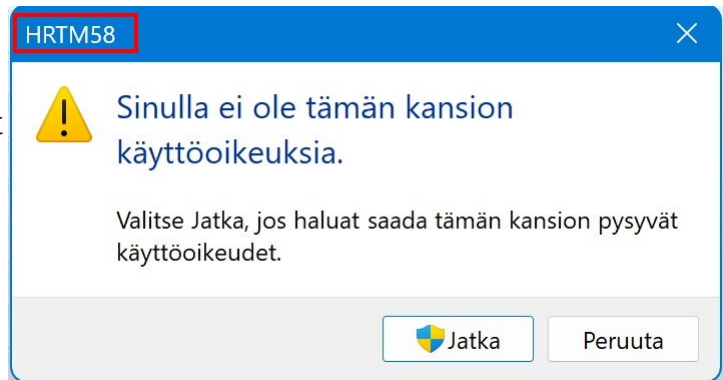 HRTM58
Sinulla ei ole tämän kansion
käyttöoikeuksia.
Valitse Jatka, jos haluat saada tämän kansion pysyvät
käyttöoikeudet.
Jatka
Peruuta